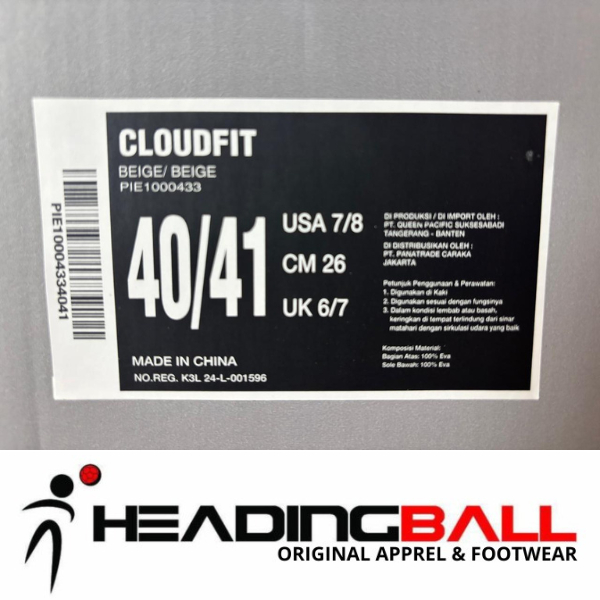 CLOUDFIT
BEIGE/ BEIGE
PIE1000433
PIE10004334041
40/41
USA 7/8
CM 26
UK 6/7
MADE IN CHINA
NO.REG. K3L 24-L-001596
DI PRODUKSI / DI IMPORT OLEH :
PT. QUEEN PACIFIC SUKSESABADI
TANGERANG - BANTEN
DI DISTRIBUSIKAN OLEH :
PT. PANATRADE CARAKA
JAKARTA
Petunjuk Penggunaan & Perawatan:
1. Digunakan di Kaki
2. Digunakan sesuai dengan fungsinya
3. Dalam kondisi lembab atau basah,
keringkan di tempat terlindung dari sinar
matahari dengan sirkulasi udara yang baik
Komposisi Material:
Bagian Atas: 100% Eva
Sole Bawah: 100% Eva
HEADINGBALL
ORIGINAL APPREL & FOOTWEAR